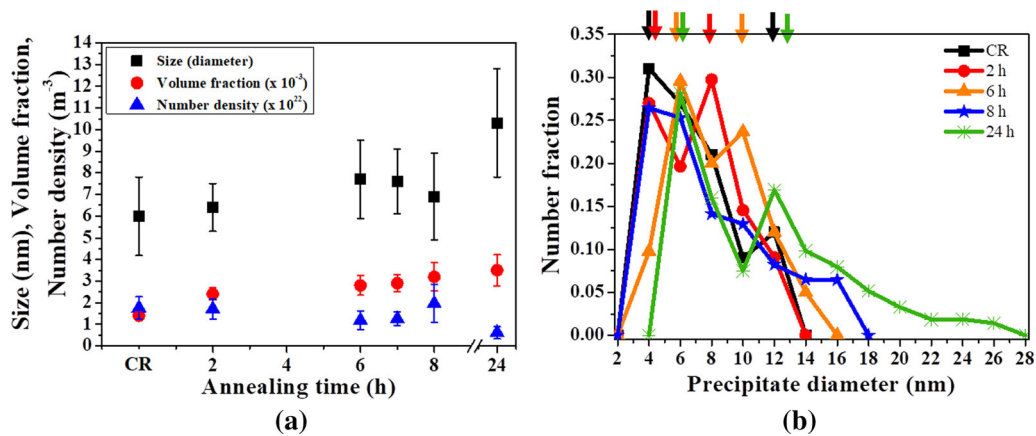 Size (nm), Volume fraction,
Number density (m⁻³)
14
13
12
11
10
9
8
7
6
5
4
3
2
1
0
Size (diameter)
Volume fraction (x 10⁻³)
Number density (x 10²²)
CR 2 4 6 8 24
Annealing time (h)
(a)
Number fraction
0.30
0.25
0.20
0.15
0.10
0.05
0.00
CR
2 h
6 h
8 h
24 h
2 4 6 8 10 12 14 16 18 20 22 24 26 28
Precipitate diameter (nm)
(b)